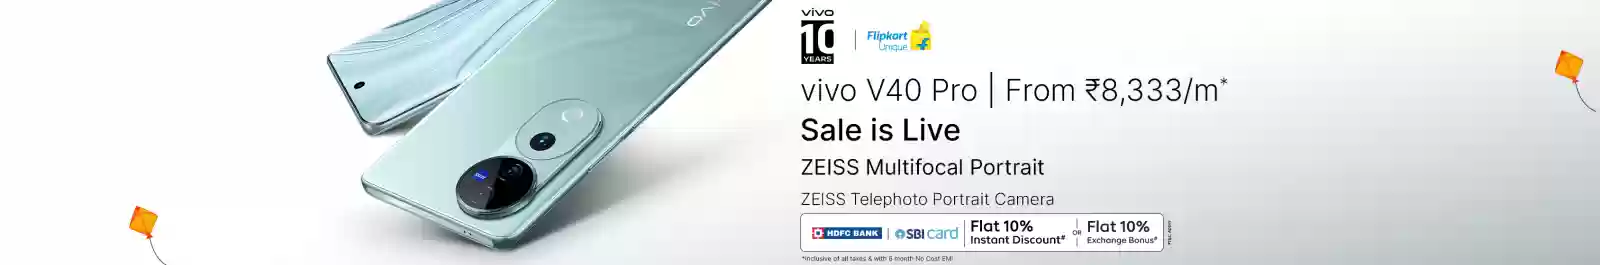 vivo
vivo
10
YEARS
Flipkart
Unique
vivo V40 Pro | From ₹8,333/m*
Sale is Live
ZEISS Multifocal Portrait
ZEISS Telephoto Portrait Camera
HDFC BANK | SBI card | Flat 10% Instant Discount# OR Flat 10% Exchange Bonus#
*Inclusive of all taxes & with 6 month No Cost EMI